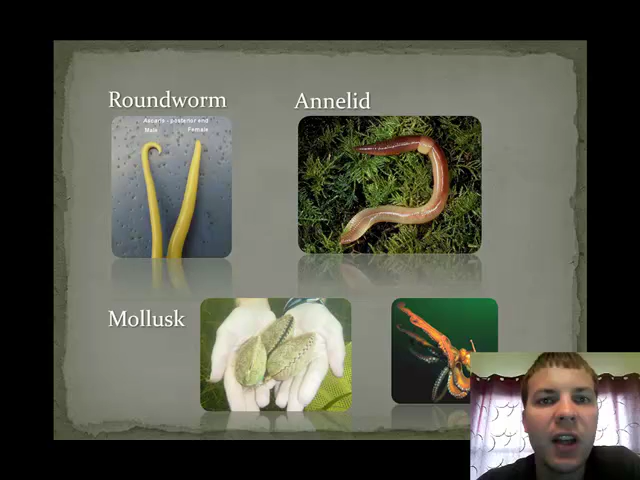 Roundworm
Annelid
Ascaris - posterior end
Male Female
Mollusk